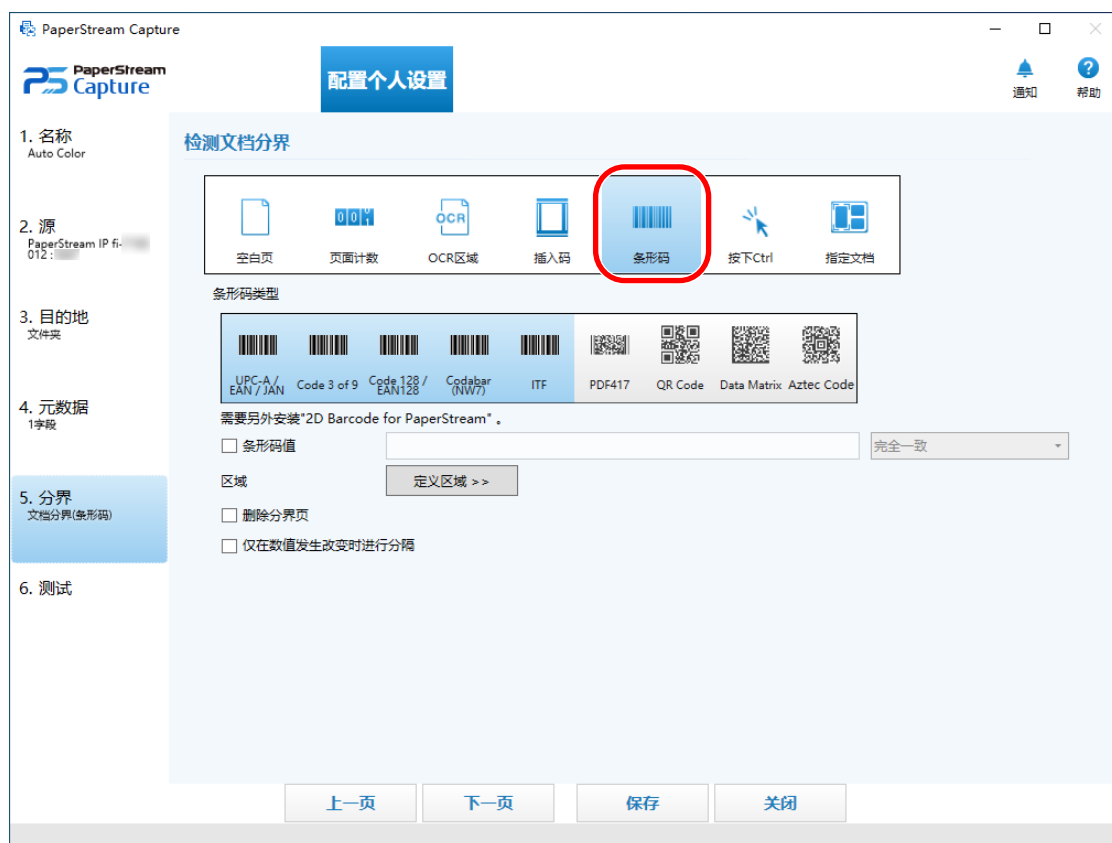 PaperStream Capture
PaperStream
Capture
配置个人设置
通知
帮助
1. 名称
Auto Color
2. 源
PaperStream IP fi-
012 :
3. 目的地
文件夹
4. 元数据
1字段
5. 分界
文档分界(条形码)
6. 测试
检测文档分界
空白页
001
页面计数
OCR
OCR区域
插入码
条形码
按下Ctrl
指定文档
条形码类型
UPC-A /
EAN / JAN
Code 3 of 9
Code 128 /
EAN128
Codabar
(NW7)
ITF
PDF417
QR Code
Data Matrix
Aztec Code
需要另外安装"2D Barcode for PaperStream" 。
条形码值
完全一致
区域
定义区域 >>
删除分界页
仅在数值发生改变时进行分隔
上一页
下一页
保存
关闭